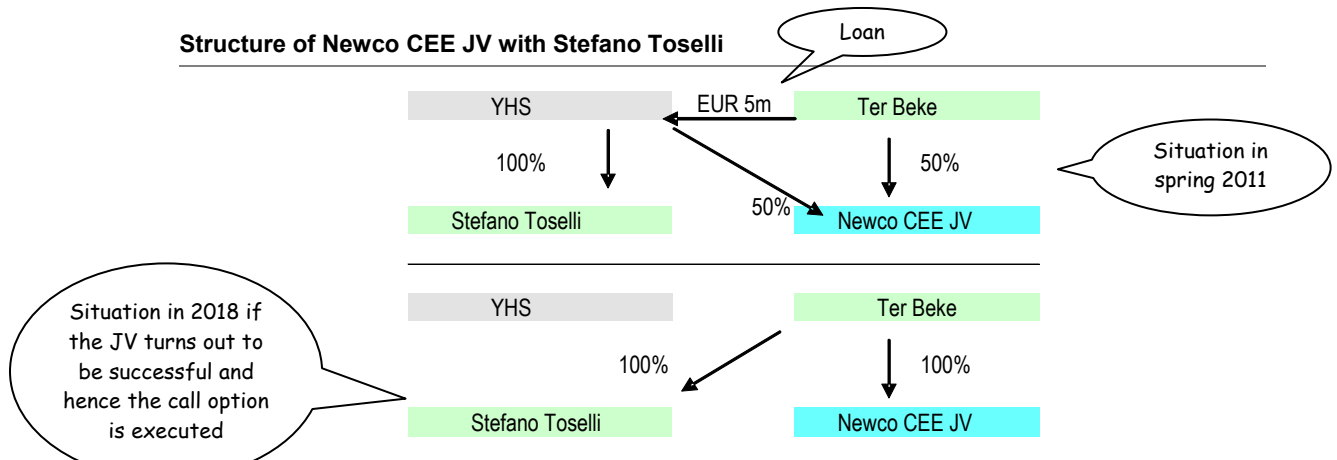 Structure of Newco CEE JV with Stefano Toselli
Loan
YHS
EUR 5m
Ter Beke
100%
50%
50%
Situation in
spring 2011
Stefano Toselli
Newco CEE JV
Situation in 2018 if
the JV turns out to
be successful and
hence the call option
is executed
YHS
Ter Beke
100%
100%
Stefano Toselli
Newco CEE JV